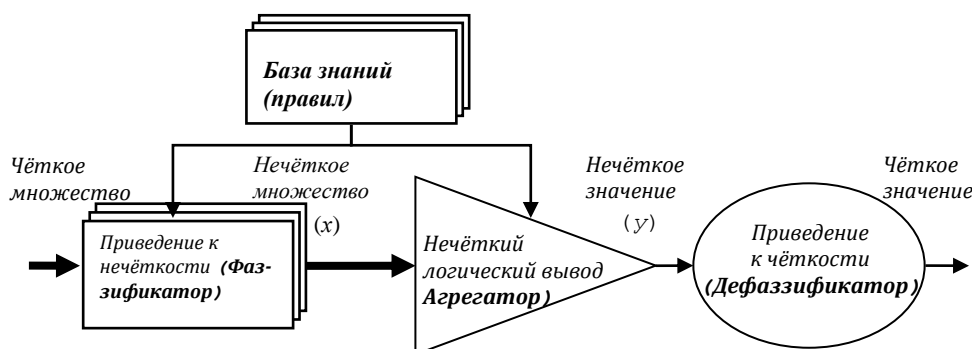 База знаний
(правил)
Чёткое
множество
Нечёткое
множество
(x)
Нечёткое
значение
(y)
Чёткое
значение
Приведение к
нечёткости (Фаз-
зификатор)
Нечёткий
логический вывод
Агрегатор)
Приведение
к чёткости
(Дефаззификатор)